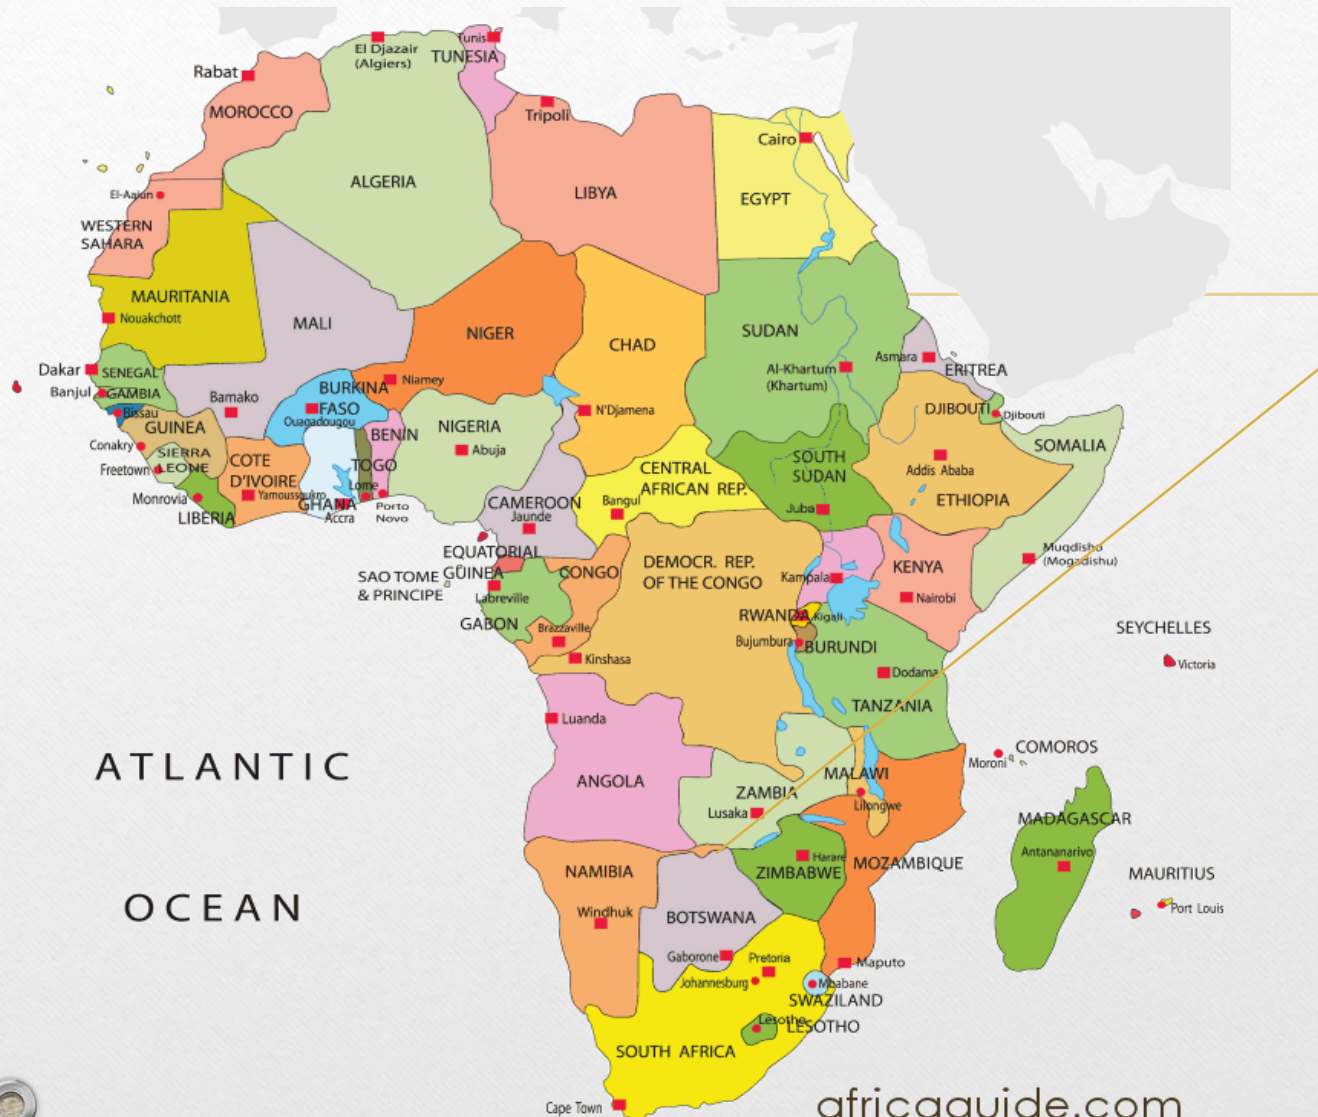 El Djazair
(Algiers)
Tunis
TUNESIA
Rabat
MOROCCO
Tripoli
Cairo
ALGERIA
LIBYA
EGYPT
El-Aajun
WESTERN
SAHARA
MAURITANIA
Nouakchott
MALI
NIGER
CHAD
SUDAN
Al-Khartum
(Khartum)
Asmara
ERITREA
Dakar
SENEGAL
Banjul
GAMBIA
Bissau
GUINEA
Bamako
BURKINA
FASO
Ouagadougou
Niamey
N'Djamena
DJIBOUTI
Djibouti
SOMALIA
Conakry
SIERRA
LEONE
Freetown
COTE
D'IVOIRE
Yamoussoukro
Monrovia
LIBERIA
GHANA
Accra
TOGO
Lome
BENIN
Porto
Novo
NIGERIA
Abuja
CAMEROON
Jaunde
CENTRAL
AFRICAN REP.
Bangul
SOUTH
SUDAN
Juba
Addis Ababa
ETHIOPIA
Muqdisho
(Mogadishu)
EQUATORIAL
GUINEA
SAO TOME
& PRINCIPE
Labreville
GABON
CONGO
Brazzaville
Kinshasa
DEMOCR. REP.
OF THE CONGO
Kampala
KENYA
Nairobi
RWANDA
Kigali
Bujumbura
BURUNDI
Dodama
TANZANIA
SEYCHELLES
Victoria
Luanda
ANGOLA
ZAMBIA
Lusaka
MALAWI
Lilongwe
Moroni
COMOROS
MADAGASCAR
Antananarivo
MAURITIUS
Port Louis
ATLANTIC
OCEAN
NAMIBIA
Windhuk
BOTSWANA
Gaborone
ZIMBABWE
Harare
MOZAMBIQUE
Maputo
Pretoria
Johannesburg
Mbabane
SWAZILAND
Lesotho
LESOTHO
SOUTH AFRICA
Cape Town
africaguide.com